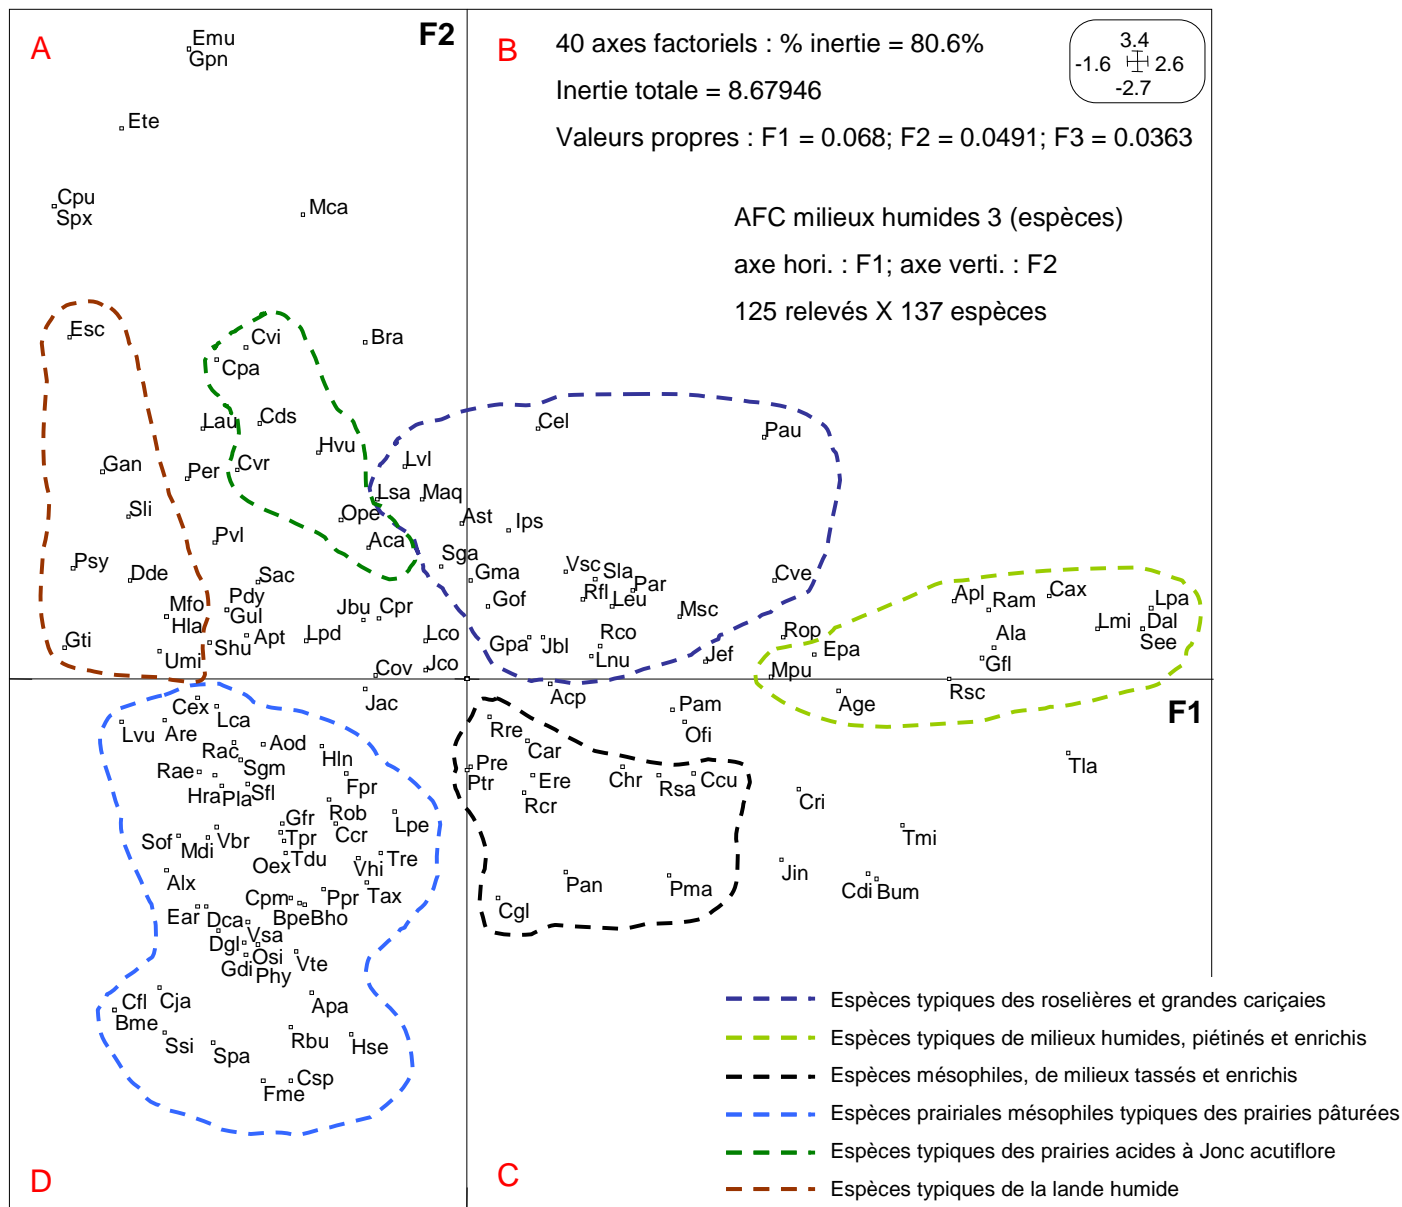 A
Emu
Gpn
F2
B
40 axes factoriels : % inertie = 80.6%
3.4
-1.6 2.6
-2.7
Inertie totale = 8.67946
Ete
Valeurs propres : F1 = 0.068; F2 = 0.0491; F3 = 0.0363
Cpu
Spx
Mca
AFC milieux humides 3 (espèces)
axe hori. : F1; axe verti. : F2
125 relevés X 137 espèces
Esc
Cvi
Bra
Cpa
Lau
Cds
Cel
Pau
Hvu
Gan
Per
Cvr
Lvl
Lsa
Maq
Sli
Ope
Ast
Ips
Pvl
Aca
Psy
Dde
Sac
Sga
Gma
Vsc
Sla
Cve
Mfo
Hla
Pdy
Gul
Jbu
Cpr
Gof
Rfl
Par
Leu
Msc
Apl
Ram
Cax
Lpa
Lmi
Dal
See
Gti
Umi
Shu
Apt
Lpd
Lco
Gpa
Jbl
Rco
Rop
Ala
Cov
Jco
Lnu
Jef
Epa
Gfl
Mpu
Jac
Acp
Age
Rsc
F1
Cex
Lca
Pam
Lvu
Are
Rre
Ofi
Rac
Aod
Hln
Car
Tla
Rae
Sgm
Fpr
Pre
Ptr
Ere
Chr
Rsa
Ccu
Hra
Pla
Sfl
Rcr
Cri
Gfr
Rob
Lpe
Sof
Mdi
Vbr
Tpr
Ccr
Tmi
Oex
Tdu
Vhi
Tre
Jin
Alx
Cpm
Ppr
Tax
Pan
Pma
Cdi
Bum
Ear
Dca
Bpe
Bho
Cgl
Vsa
Dgl
Osi
Gdi
Phy
Vte
Cfl
Cja
Apa
Bme
Ssi
Spa
Rbu
Hse
Fme
Csp
Espèces typiques des roselières et grandes cariçaies
Espèces typiques de milieux humides, piétinés et enrichis
Espèces mésophiles, de milieux tassés et enrichis
Espèces prairiales mésophiles typiques des prairies pâturées
Espèces typiques des prairies acides à Jonc acutiflore
Espèces typiques de la lande humide
D
C